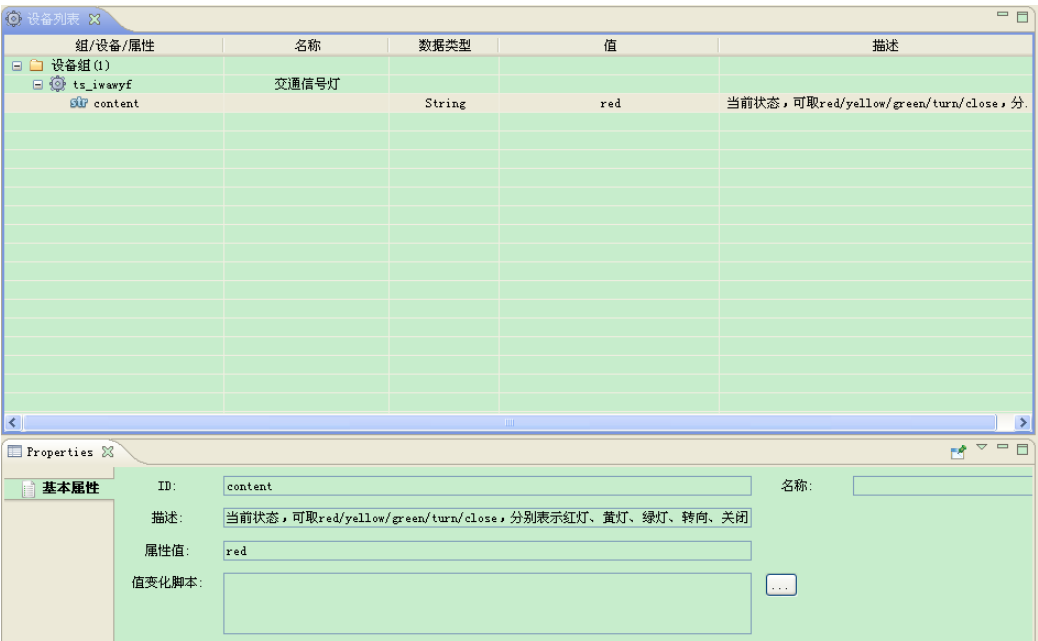 设备列表
组/设备/属性 名称 数据类型 值 描述
设备组(1)
ts_iwawyf 交通信号灯
str content String red 当前状态，可取red/yellow/green/turn/close，分.
Properties
基本属性 ID: content 名称:
描述: 当前状态，可取red/yellow/green/turn/close，分别表示红灯、黄灯、绿灯、转向、关闭
属性值: red
值变化脚本: ...